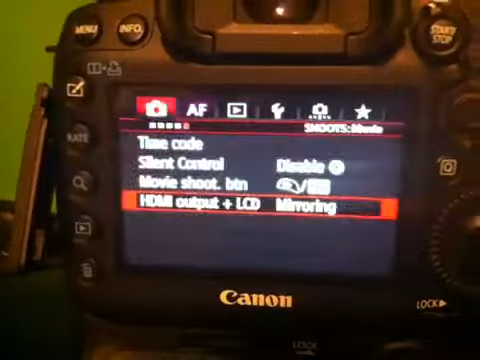 MENU
INFO.
START/
STOP
AF
SHOOT5: Movie
Time code
Silent Control Disable
Movie shoot. btn
HDMI output + LCD Mirroring
RATE
Canon
LOCK▶
LOCK